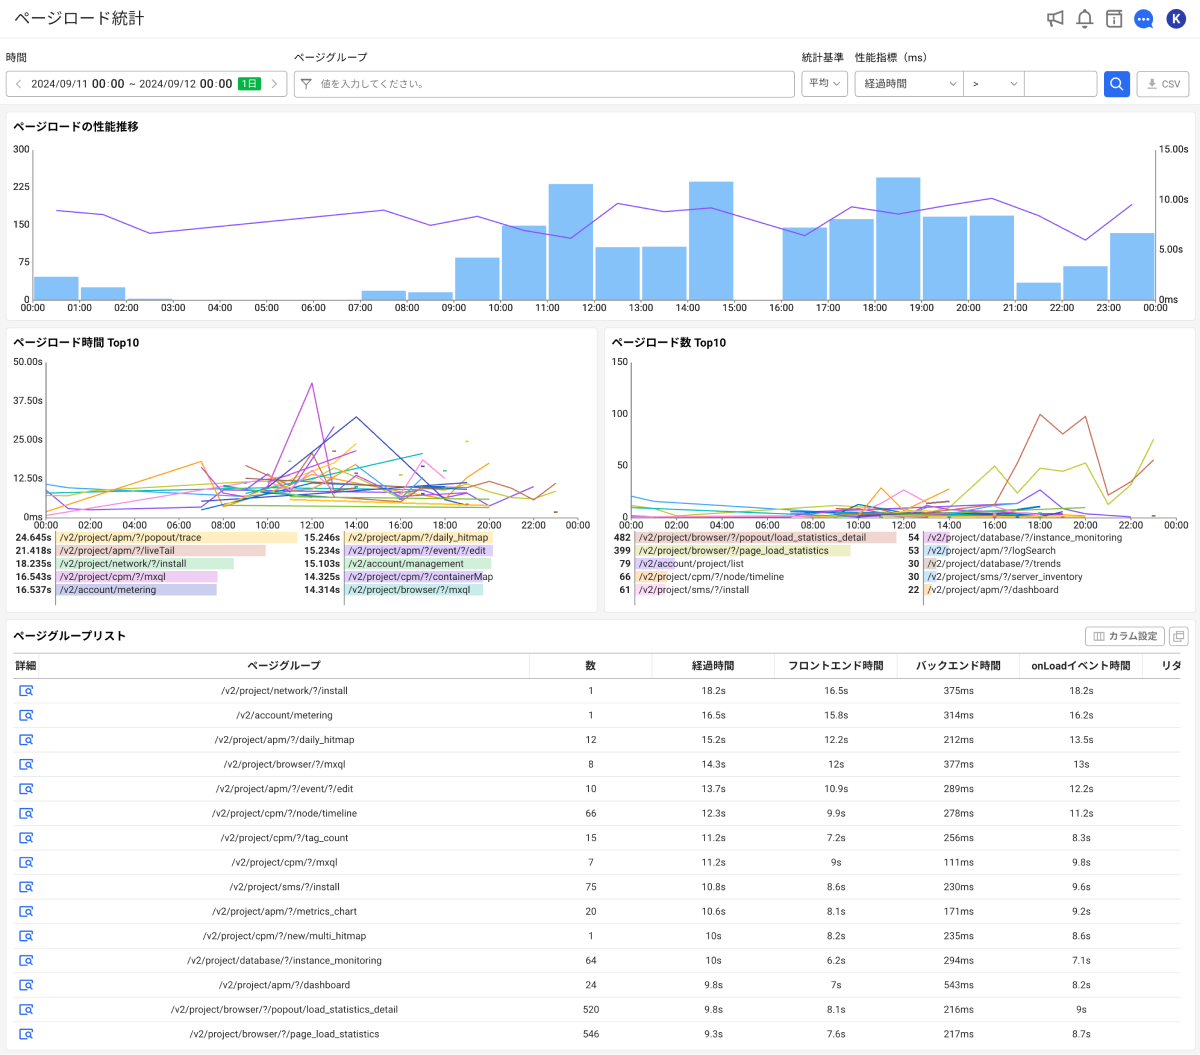 ページロード統計
K
時間
ページグループ
統計基準
性能指標（ms）
2024/09/11 00:00 ~ 2024/09/12 00:00 1日
値を入力してください。
平均
経過時間
>
CSV
ページロードの性能推移
300
225
150
75
0
15.00s
10.00s
5.00s
0ms
00:00 01:00 02:00 03:00 04:00 05:00 06:00 07:00 08:00 09:00 10:00 11:00 12:00 13:00 14:00 15:00 16:00 17:00 18:00 19:00 20:00 21:00 22:00 23:00 00:00
ページロード時間 Top10
50.00s
37.50s
25.00s
12.50s
0ms
00:00 02:00 04:00 06:00 08:00 10:00 12:00 14:00 16:00 18:00 20:00 22:00 00:00
24.645s /v2/project/apm/?/popout/trace
21.418s /v2/project/apm/?/liveTail
18.235s /v2/project/network/?/install
16.543s /v2/project/cpm/?/mxql
16.537s /v2/account/metering
15.246s /v2/project/apm/?/daily_hitmap
15.234s /v2/project/apm/?/event/?/edit
15.103s /v2/account/management
14.325s /v2/project/cpm/?/containerMap
14.314s /v2/project/browser/?/mxql
ページロード数 Top10
150
100
50
0
00:00 02:00 04:00 06:00 08:00 10:00 12:00 14:00 16:00 18:00 20:00 22:00 00:00
482 /v2/project/browser/?/popout/load_statistics_detail
399 /v2/project/browser/?/page_load_statistics
79 /v2/account/project/list
66 /v2/project/cpm/?/node/timeline
61 /v2/project/sms/?/install
54 /v2/project/database/?/instance_monitoring
53 /v2/project/apm/?/logSearch
30 /v2/project/database/?/trends
30 /v2/project/sms/?/server_inventory
22 /v2/project/apm/?/dashboard
ページグループリスト
カラム設定
詳細 ページグループ 数 経過時間 フロントエンド時間 バックエンド時間 onLoadイベント時間 リダ
/v2/project/network/?/install 1 18.2s 16.5s 375ms 18.2s
/v2/account/metering 1 16.5s 15.8s 314ms 16.2s
/v2/project/apm/?/daily_hitmap 12 15.2s 12.2s 212ms 13.5s
/v2/project/browser/?/mxql 8 14.3s 12s 377ms 13s
/v2/project/apm/?/event/?/edit 10 13.7s 10.9s 289ms 12.2s
/v2/project/cpm/?/node/timeline 66 12.3s 9.9s 278ms 11.2s
/v2/project/cpm/?/tag_count 15 11.2s 7.2s 256ms 8.3s
/v2/project/cpm/?/mxql 7 11.2s 9s 111ms 9.8s
/v2/project/sms/?/install 75 10.8s 8.6s 230ms 9.6s
/v2/project/apm/?/metrics_chart 20 10.6s 8.1s 171ms 9.2s
/v2/project/cpm/?/new/multi_hitmap 1 10s 8.2s 235ms 8.6s
/v2/project/database/?/instance_monitoring 64 10s 6.2s 294ms 7.1s
/v2/project/apm/?/dashboard 24 9.8s 7s 543ms 8.2s
/v2/project/browser/?/popout/load_statistics_detail 520 9.8s 8.1s 216ms 9s
/v2/project/browser/?/page_load_statistics 546 9.3s 7.6s 217ms 8.7s